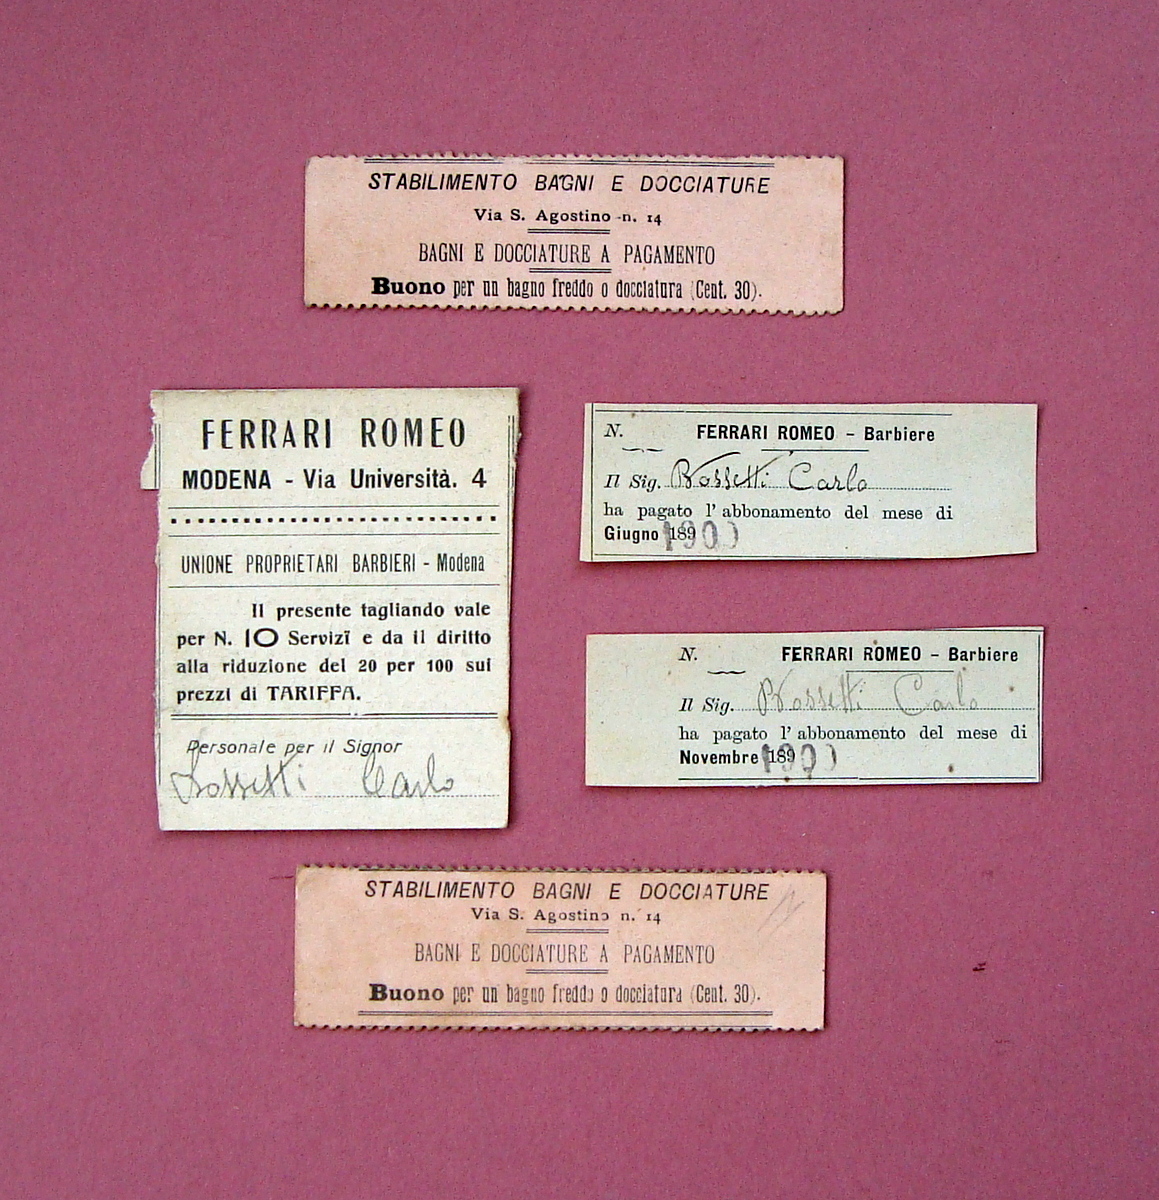 STABILIMENTO BAGNI E DOCCIATURE
Via S. Agostino n. 14
BAGNI E DOCCIATURE A PAGAMENTO
Buono per un bagno freddo o docciatura (Cent. 30).
FERRARI ROMEO
MODENA - Via Università. 4
UNIONE PROPRIETARI BARBIERI - Modena
Il presente tagliando vale
per N. 10 Servizî e da il diritto
alla riduzione del 20 per 100 sui
prezzi di TARIFFA.
Personale per il Signor
Rossetti Carlo
N. FERRARI ROMEO - Barbiere
Il Sig. Rossetti Carlo
ha pagato l'abbonamento del mese di
Giugno 1900
N. FERRARI ROMEO - Barbiere
Il Sig. Rossetti Carlo
ha pagato l'abbonamento del mese di
Novembre 1900
STABILIMENTO BAGNI E DOCCIATURE
Via S. Agostino n. 14
BAGNI E DOCCIATURE A PAGAMENTO
Buono per un bagno freddo o docciatura (Cent. 30).